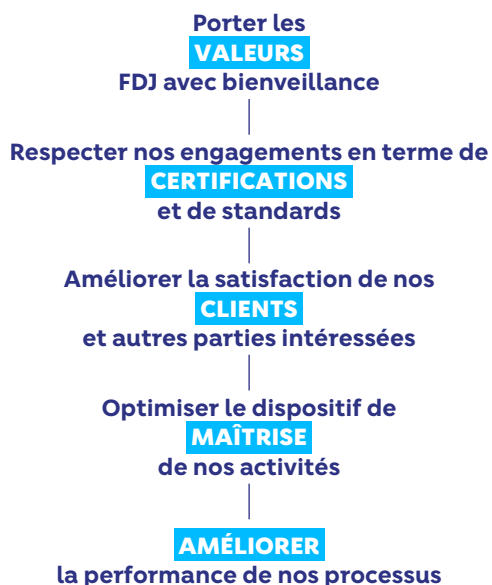 Porter les
VALEURS
FDJ avec bienveillance
Respecter nos engagements en terme de
CERTIFICATIONS
et de standards
Améliorer la satisfaction de nos
CLIENTS
et autres parties intéressées
Optimiser le dispositif de
MAÎTRISE
de nos activités
AMÉLIORER
la performance de nos processus